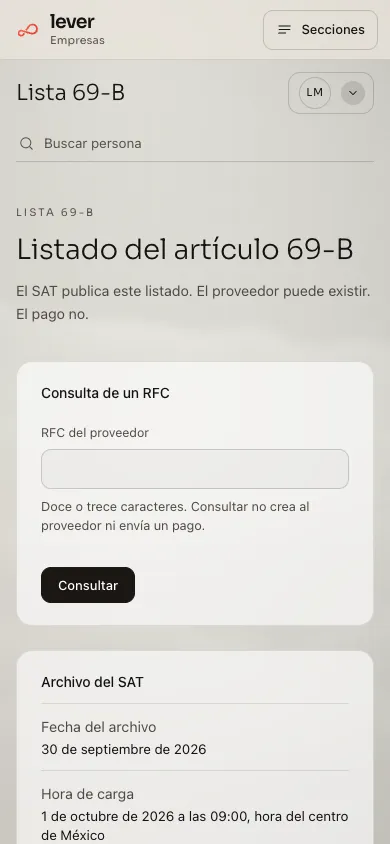 lever
Empresas
Secciones
Lista 69-B
LM
Buscar persona
LISTA 69-B
Listado del artículo 69-B
El SAT publica este listado. El proveedor puede existir.
El pago no.
Consulta de un RFC
RFC del proveedor
Doce o trece caracteres. Consultar no crea al
proveedor ni envía un pago.
Consultar
Archivo del SAT
Fecha del archivo
30 de septiembre de 2026
Hora de carga
1 de octubre de 2026 a las 09:00, hora del centro
de México